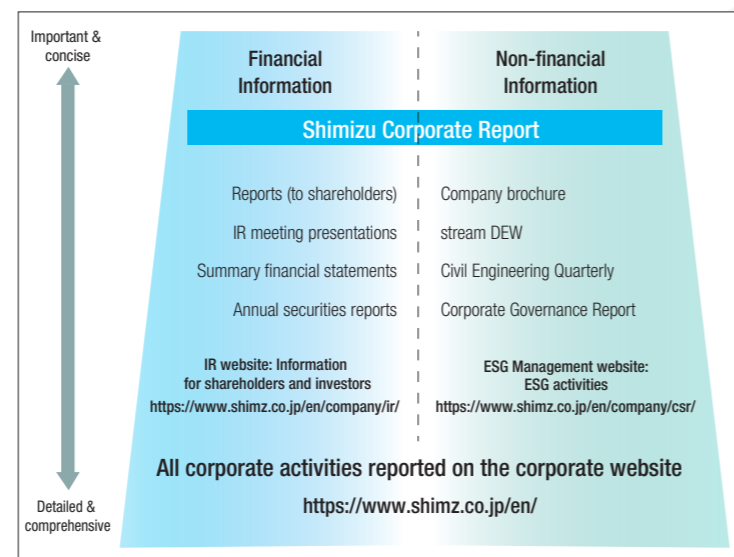 Important &
concise
Financial
Information
Non-financial
Information
Shimizu Corporate Report
Reports (to shareholders)
Company brochure
IR meeting presentations
stream DEW
Summary financial statements
Civil Engineering Quarterly
Annual securities reports
Corporate Governance Report
IR website: Information
for shareholders and investors
https://www.shimz.co.jp/en/company/ir/
ESG Management website:
ESG activities
https://www.shimz.co.jp/en/company/csr/
All corporate activities reported on the corporate website
https://www.shimz.co.jp/en/
Detailed &
comprehensive